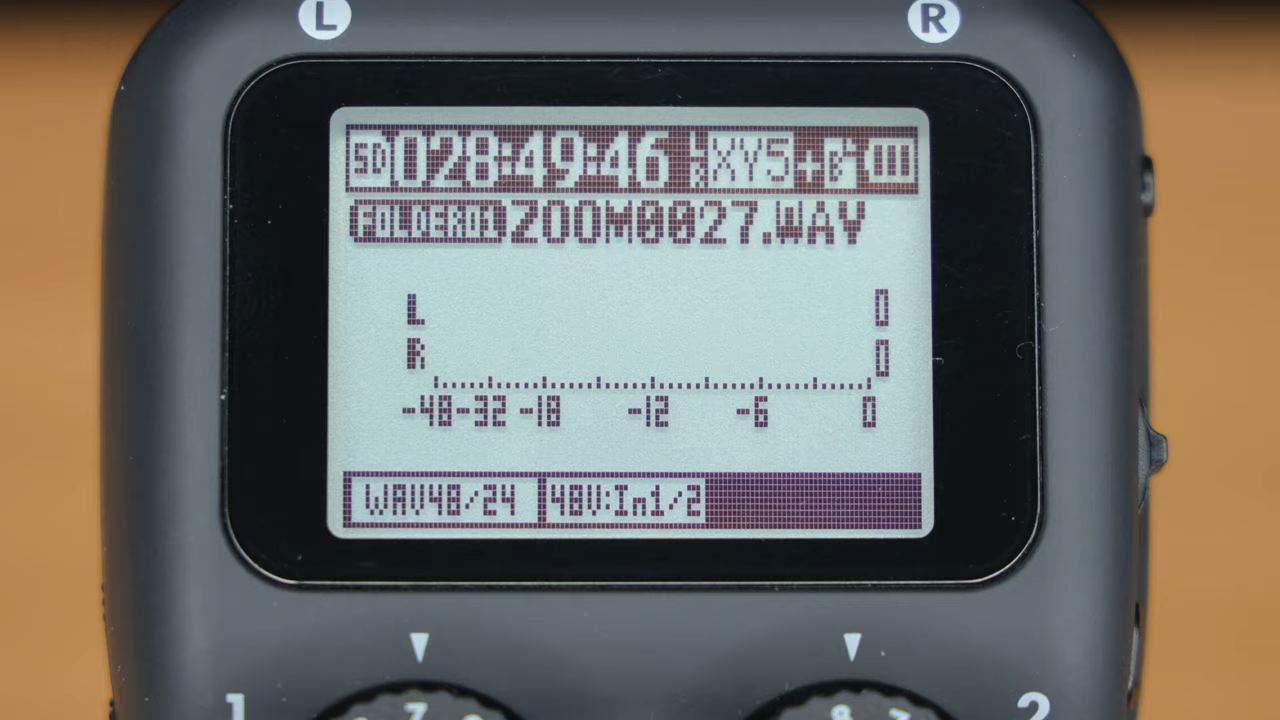 L R
SD 028:49:46 L R XY5+
FOLDER01 ZOOM0027.WAV
L 0
R 0
-48 -32 -18 -12 -6 0
WAV48/24 48V:In1/2
1 2
7